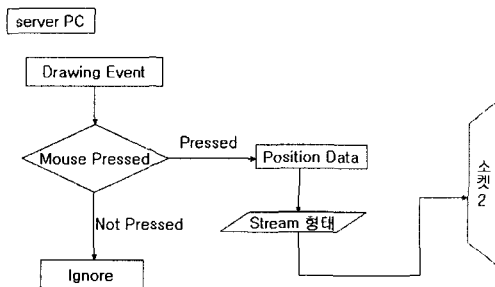 server PC
Drawing Event
Mouse Pressed
Pressed
Position Data
Stream 형태
Not Pressed
Ignore
소켓
2